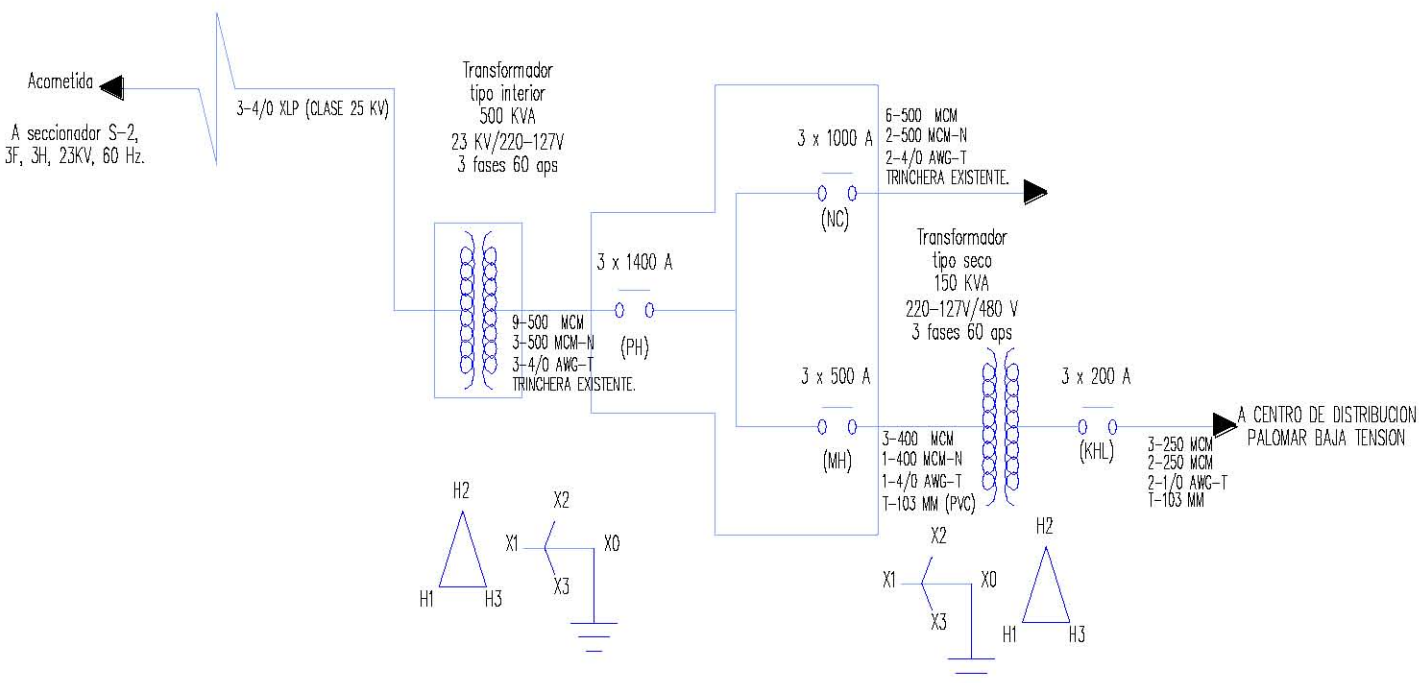 Acometida
A seccionador S-2,
3F, 3H, 23KV, 60 Hz.
3-4/0 XLP (CLASE 25 KV)
Transformador
tipo interior
500 KVA
23 KV/220-127V
3 fases 60 aps
9-500 MCM
3-500 MCM-N
3-4/0 AWG-T
TRINCHERA EXISTENTE.
3 x 1400 A
(PH)
3 x 1000 A
(NC)
6-500 MCM
2-500 MCM-N
2-4/0 AWG-T
TRINCHERA EXISTENTE.
Transformador
tipo seco
150 KVA
220-127V/480 V
3 fases 60 aps
3 x 500 A
(MH)
3-400 MCM
1-400 MCM-N
1-4/0 AWG-T
T-103 MM (PVC)
3 x 200 A
(KHL)
3-250 MCM
2-250 MCM
2-1/0 AWG-T
T-103 MM
A CENTRO DE DISTRIBUCION
PALOMAR BAJA TENSION
H2
H1 H3
X2
X1 X0
X3
X2
X1 X0
X3
H2
H1 H3